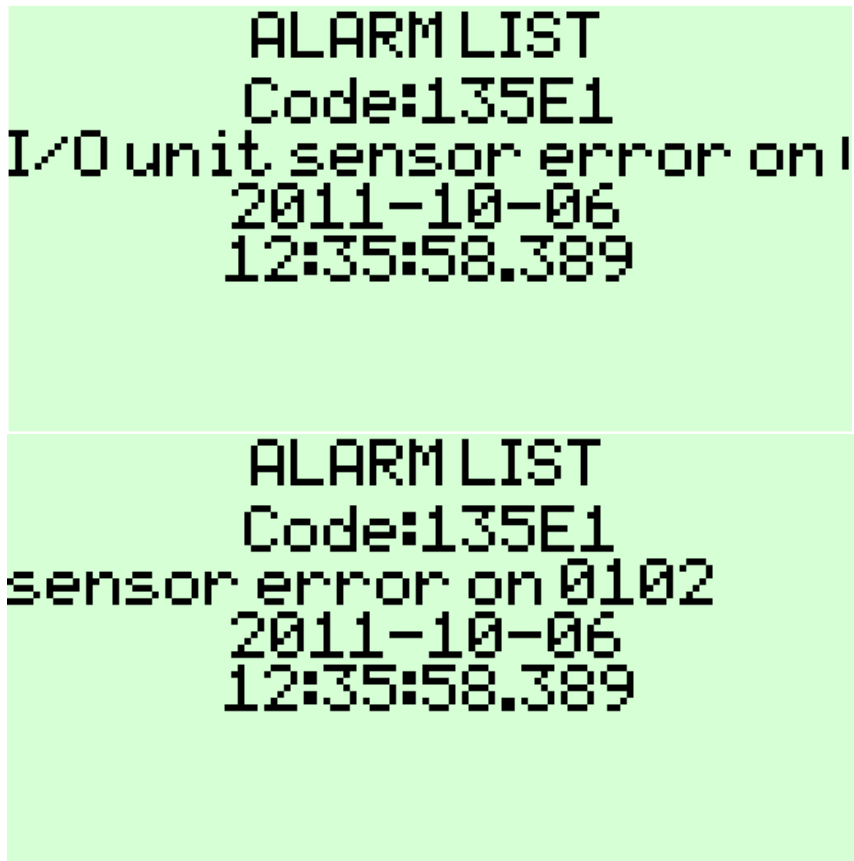 ALARM LIST
Code:135E1
I/O unit sensor error on
2011-10-06
12:35:58.389
ALARM LIST
Code:135E1
sensor error on 0102
2011-10-06
12:35:58.389